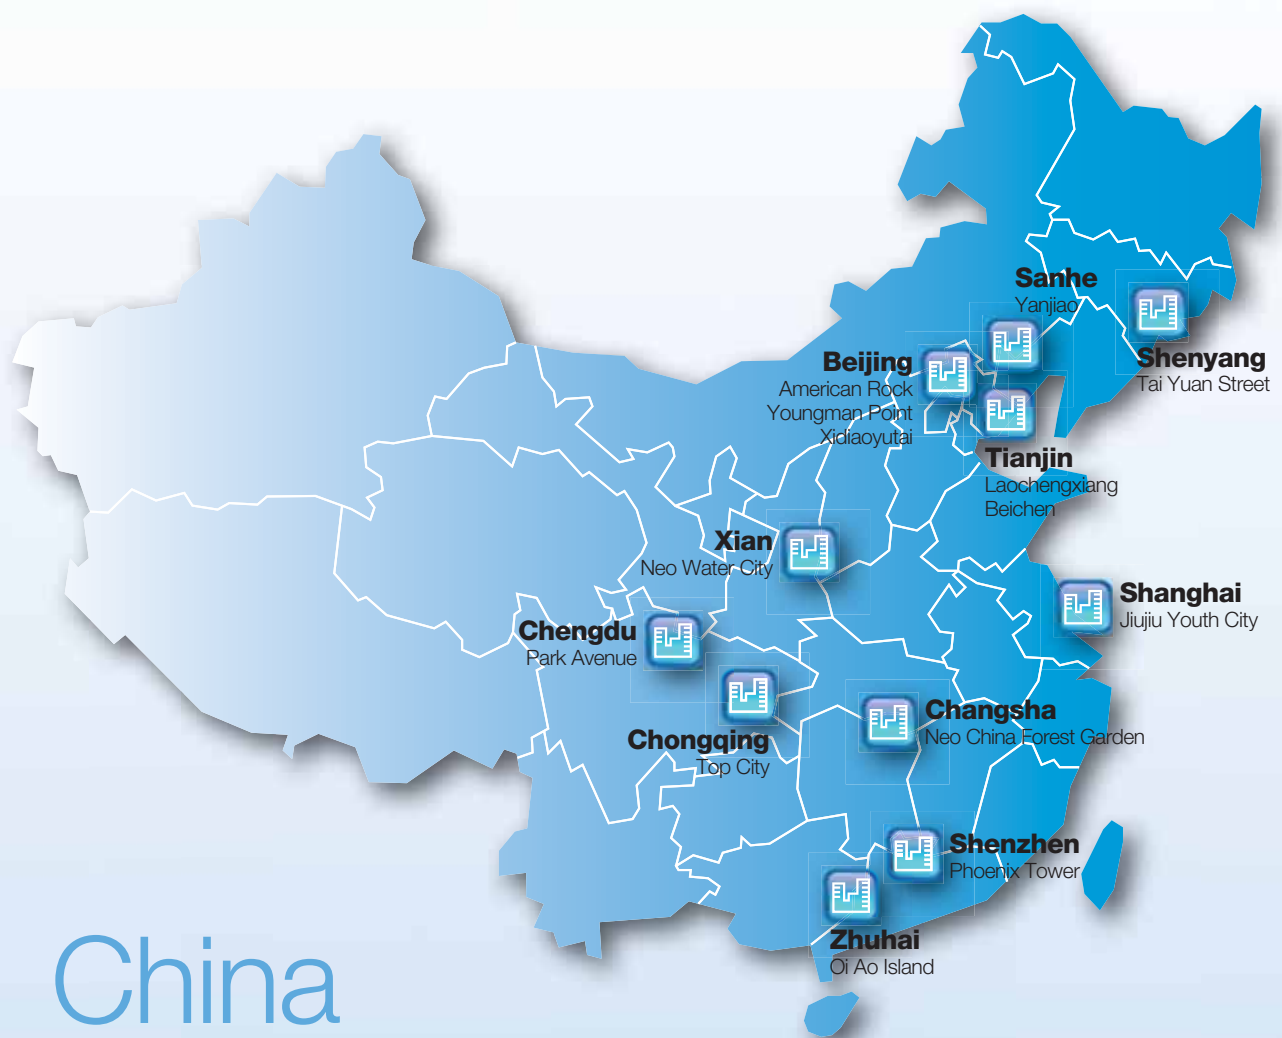 Sanhe
Yanjiao
Shenyang
Tai Yuan Street
Beijing
American Rock
Youngman Point
Xidiaoyutai
Tianjin
Laochengxiang
Beichen
Xian
Neo Water City
Shanghai
Jiujiu Youth City
Chengdu
Park Avenue
Chongqing
Top City
Changsha
Neo China Forest Garden
Shenzhen
Phoenix Tower
Zhuhai
Oi Ao Island
China